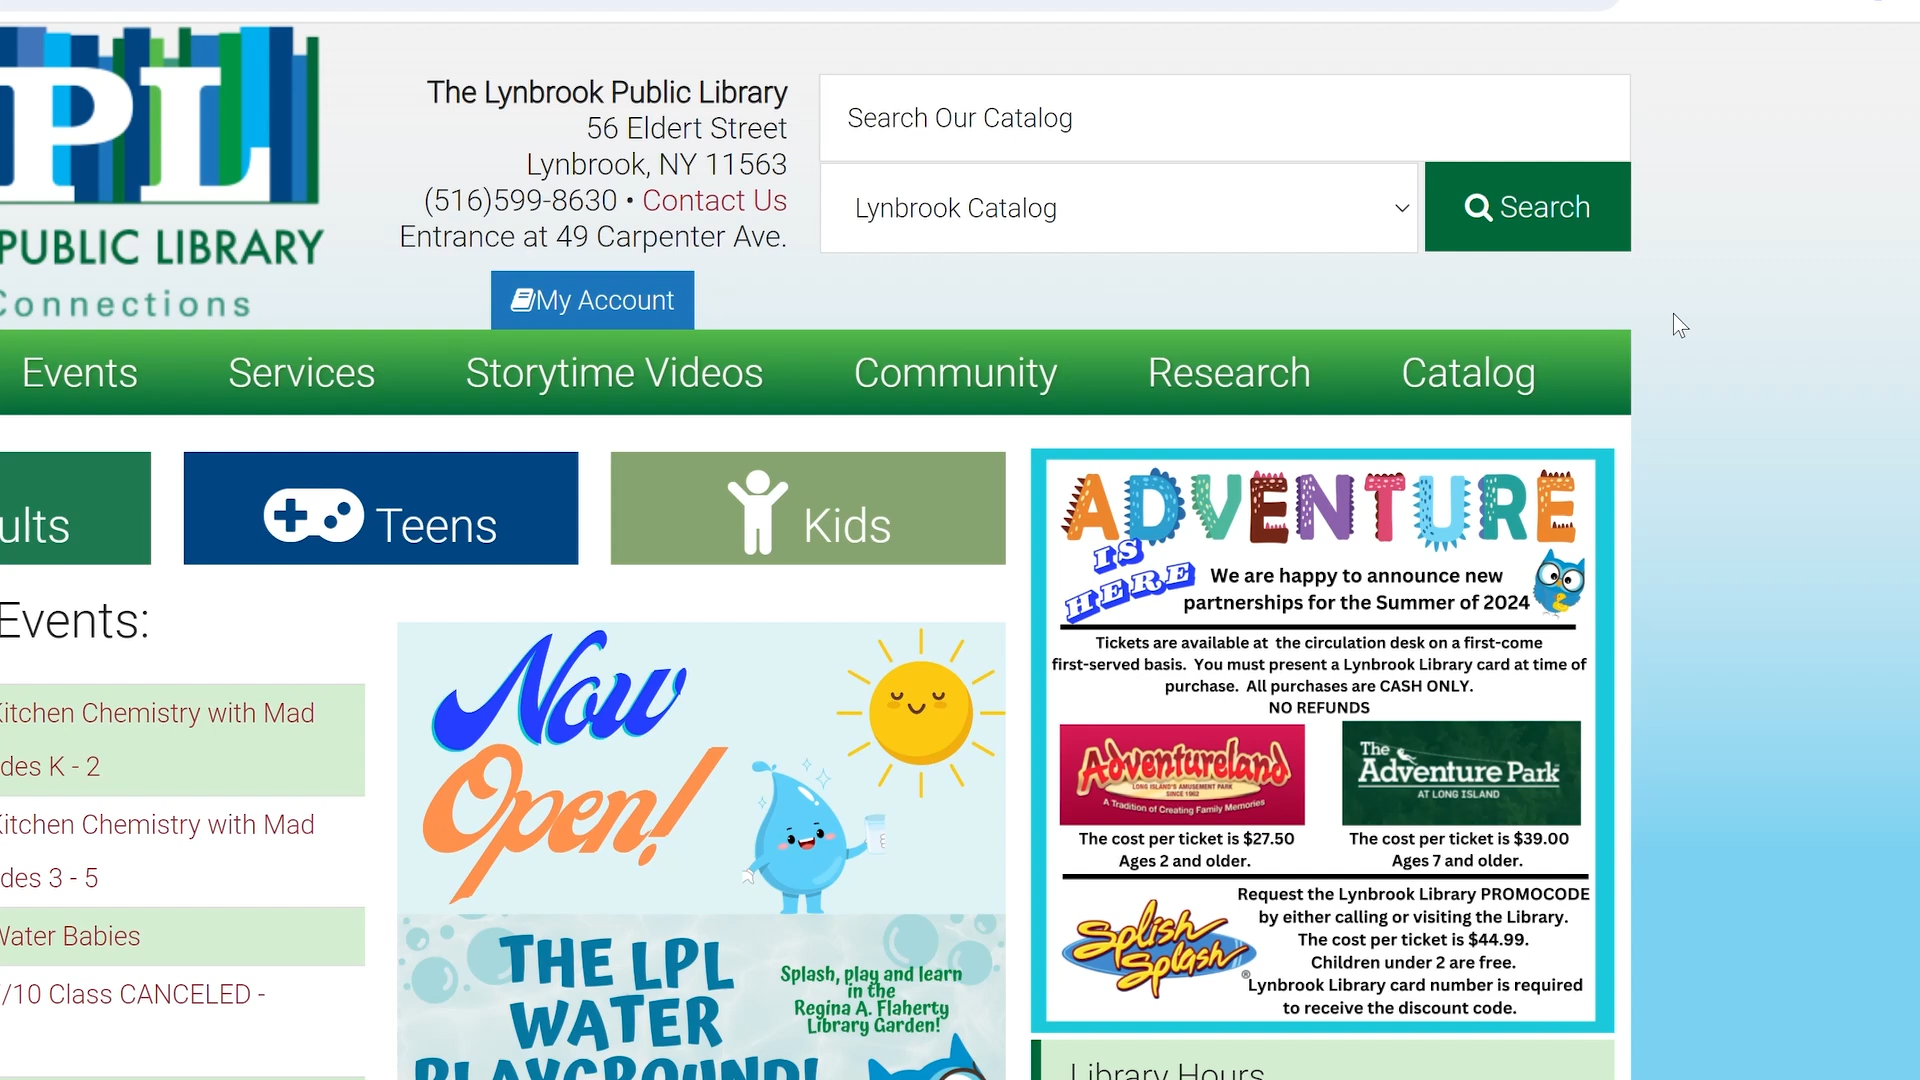 PL
PUBLIC LIBRARY
Connections
The Lynbrook Public Library
56 Eldert Street
Lynbrook, NY 11563
(516)599-8630 • Contact Us
Entrance at 49 Carpenter Ave.
My Account
Search Our Catalog
Lynbrook Catalog
Search
Events
Services
Storytime Videos
Community
Research
Catalog
ults
Teens
Kids
Events:
Kitchen Chemistry with Mad
des K - 2
Kitchen Chemistry with Mad
des 3 - 5
Water Babies
/10 Class CANCELED -
Now
Open!
THE LPL
WATER
PLAYGROUND!
Splash, play and learn
in the
Regina A. Flaherty
Library Garden!
ADVENTURE
IS
HERE
We are happy to announce new
partnerships for the Summer of 2024
Tickets are available at the circulation desk on a first-come
first-served basis. You must present a Lynbrook Library card at time of
purchase. All purchases are CASH ONLY.
NO REFUNDS
Adventureland
LONG ISLAND'S AMUSEMENT PARK
SINCE 1962
A Tradition of Creating Family Memories
The cost per ticket is $27.50
Ages 2 and older.
The
Adventure Park
AT LONG ISLAND
The cost per ticket is $39.00
Ages 7 and older.
Splish
Splash
®
Request the Lynbrook Library PROMOCODE
by either calling or visiting the Library.
The cost per ticket is $44.99.
Children under 2 are free.
Lynbrook Library card number is required
to receive the discount code.
Library Hours